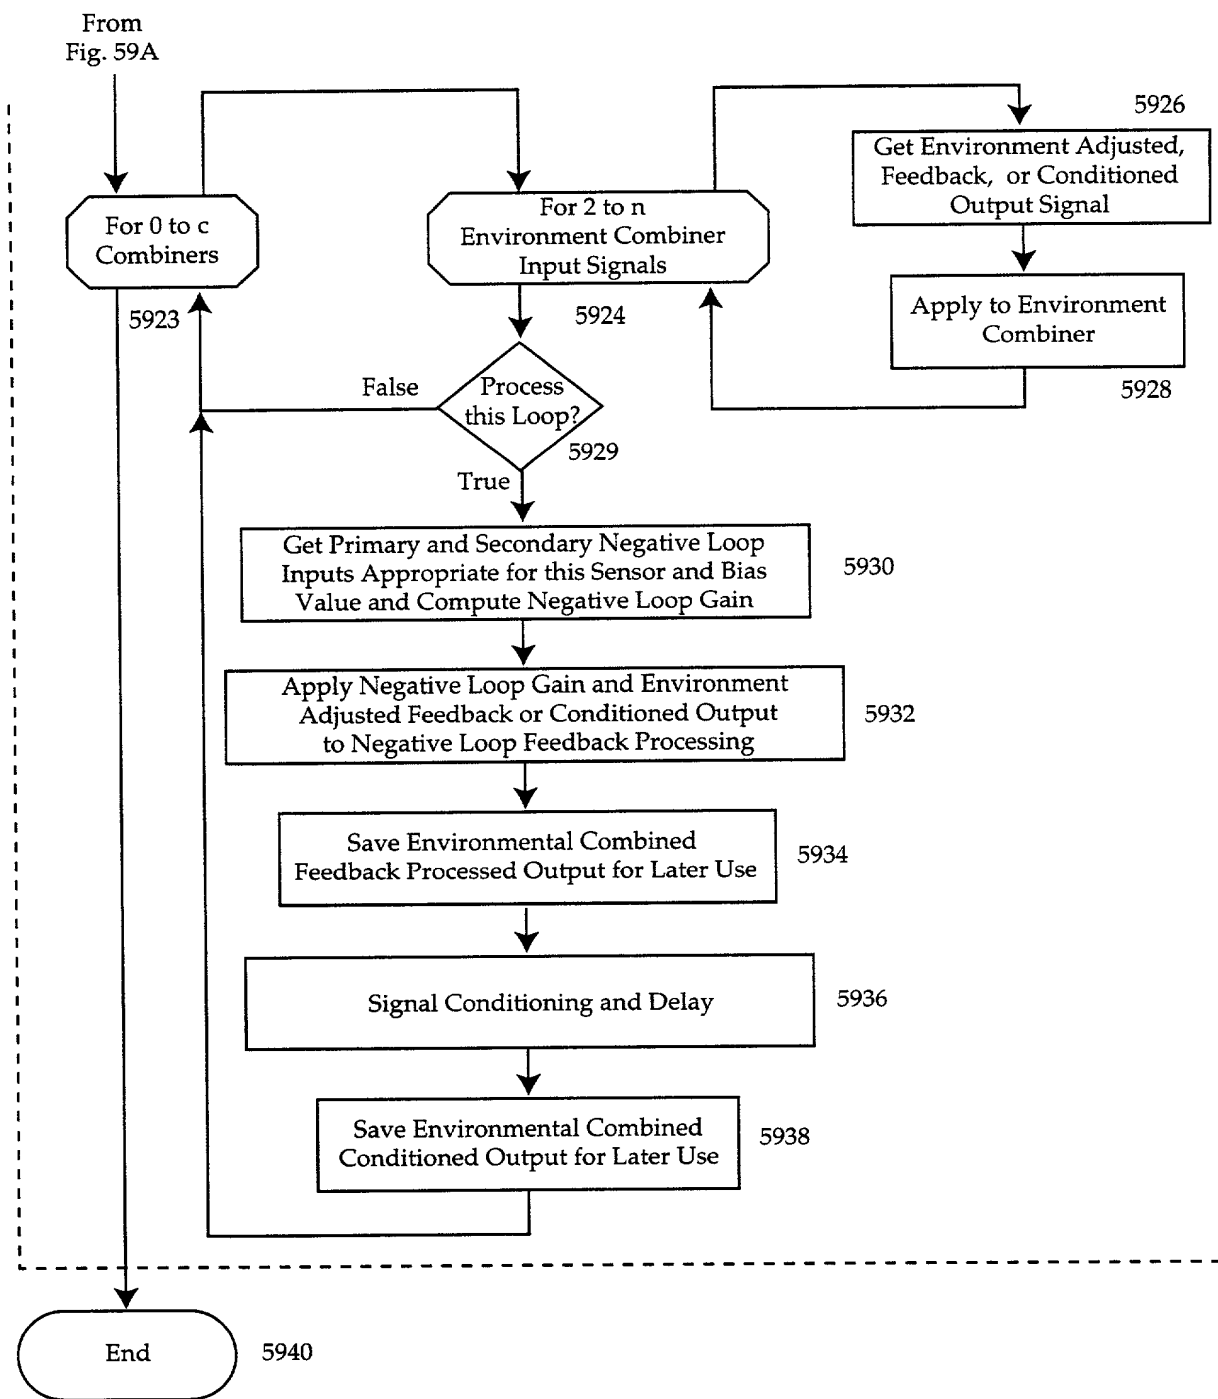 From
Fig. 59A
5926
Get Environment Adjusted,
Feedback, or Conditioned
Output Signal
For 0 to c
Combiners
5923
For 2 to n
Environment Combiner
Input Signals
5924
Apply to Environment
Combiner
5928
False
Process
this Loop?
5929
True
Get Primary and Secondary Negative Loop
Inputs Appropriate for this Sensor and Bias
Value and Compute Negative Loop Gain
5930
Apply Negative Loop Gain and Environment
Adjusted Feedback or Conditioned Output
to Negative Loop Feedback Processing
5932
Save Environmental Combined
Feedback Processed Output for Later Use
5934
Signal Conditioning and Delay
5936
Save Environmental Combined
Conditioned Output for Later Use
5938
End
5940